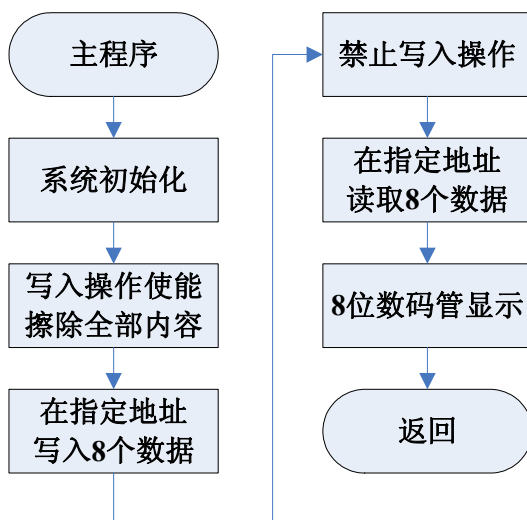 主程序
系统初始化
写入操作使能
擦除全部内容
在指定地址
写入8个数据
禁止写入操作
在指定地址
读取8个数据
8位数码管显示
返回